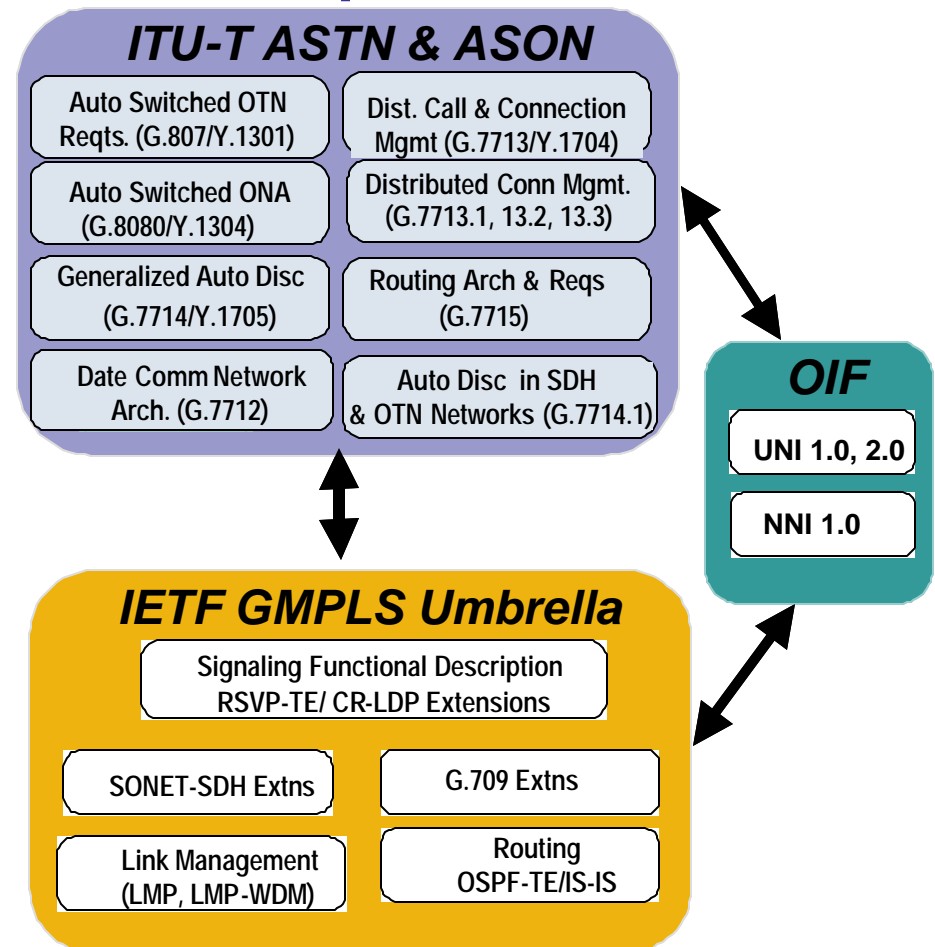 ITU-T ASTN & ASON
Auto Switched OTN
Reqts. (G.807/Y.1301)
Dist. Call & Connection
Mgmt (G.7713/Y.1704)
Auto Switched ONA
(G.8080/Y.1304)
Distributed Conn Mgmt.
(G.7713.1, 13.2, 13.3)
Generalized Auto Disc
(G.7714/Y.1705)
Routing Arch & Reqs
(G.7715)
Date Comm Network
Arch. (G.7712)
Auto Disc in SDH
& OTN Networks (G.7714.1)
OIF
UNI 1.0, 2.0
NNI 1.0
IETF GMPLS Umbrella
Signaling Functional Description
RSVP-TE/ CR-LDP Extensions
SONET-SDH Extns
G.709 Extns
Link Management
(LMP, LMP-WDM)
Routing
OSPF-TE/IS-IS